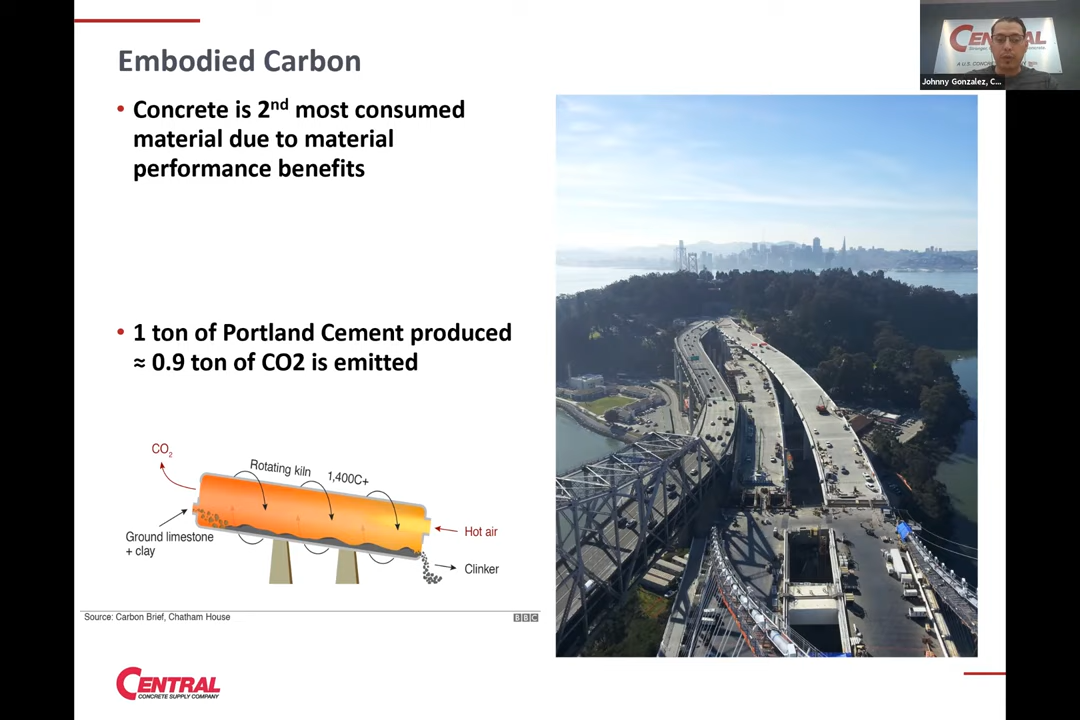 Embodied Carbon
• Concrete is 2nd most consumed
material due to material
performance benefits
• 1 ton of Portland Cement produced
≈ 0.9 ton of CO2 is emitted
CO2
Rotating kiln
1,400C+
Ground limestone
+ clay
Hot air
Clinker
Source: Carbon Brief, Chatham House
BBC
CENTRAL
CONCRETE SUPPLY COMPANY
CENTRAL
Johnny Gonzalez, C...